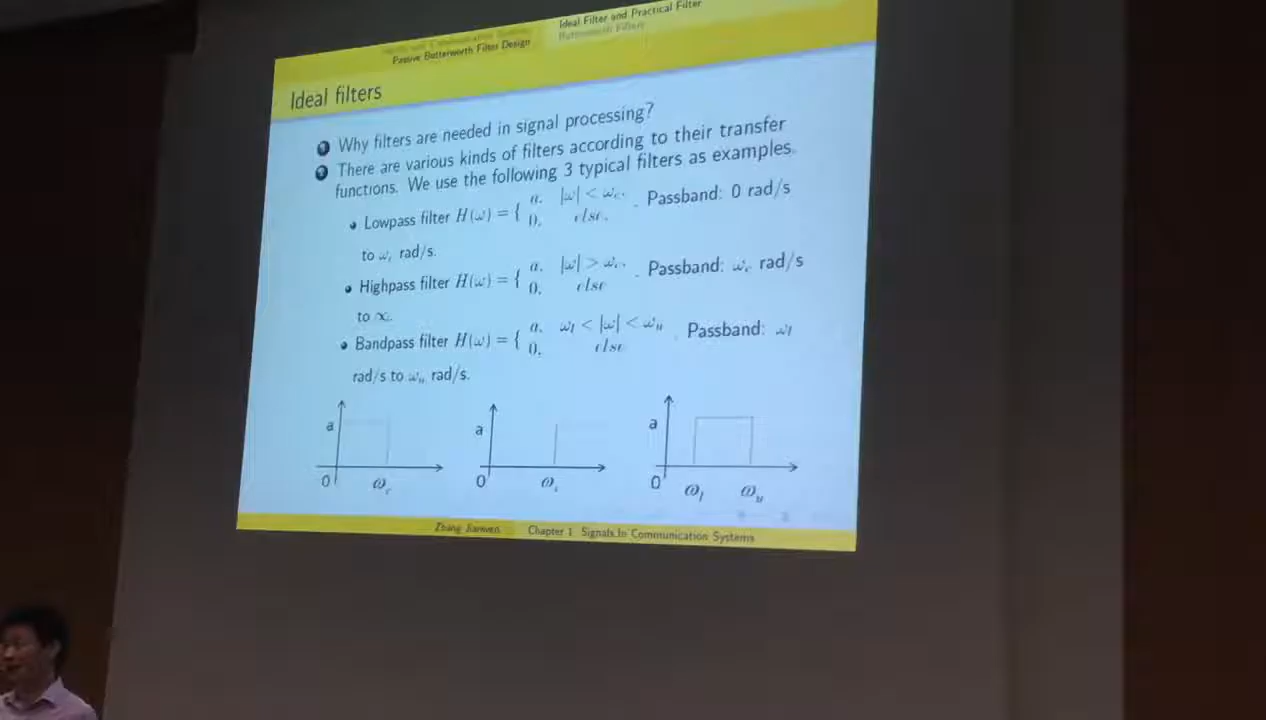 Ideal Filter and Practical Filter
Passive Butterworth Filter Design
Butterworth Filters
Ideal filters
Why filters are needed in signal processing?
There are various kinds of filters according to their transfer
functions. We use the following 3 typical filters as examples.
Lowpass filter H(ω) = { a, |ω| < ω_c, . Passband: 0 rad/s
0, else.
to ω_c rad/s.
Highpass filter H(ω) = { a, |ω| > ω_c, . Passband: ω_c rad/s
0, else
to ∞.
Bandpass filter H(ω) = { a, ω_l < |ω| < ω_u . Passband: ω_l
0, else
rad/s to ω_u rad/s.
a a a
0 ω_c 0 ω_c 0 ω_l ω_u
Chapter 1 Signals In Communication Systems